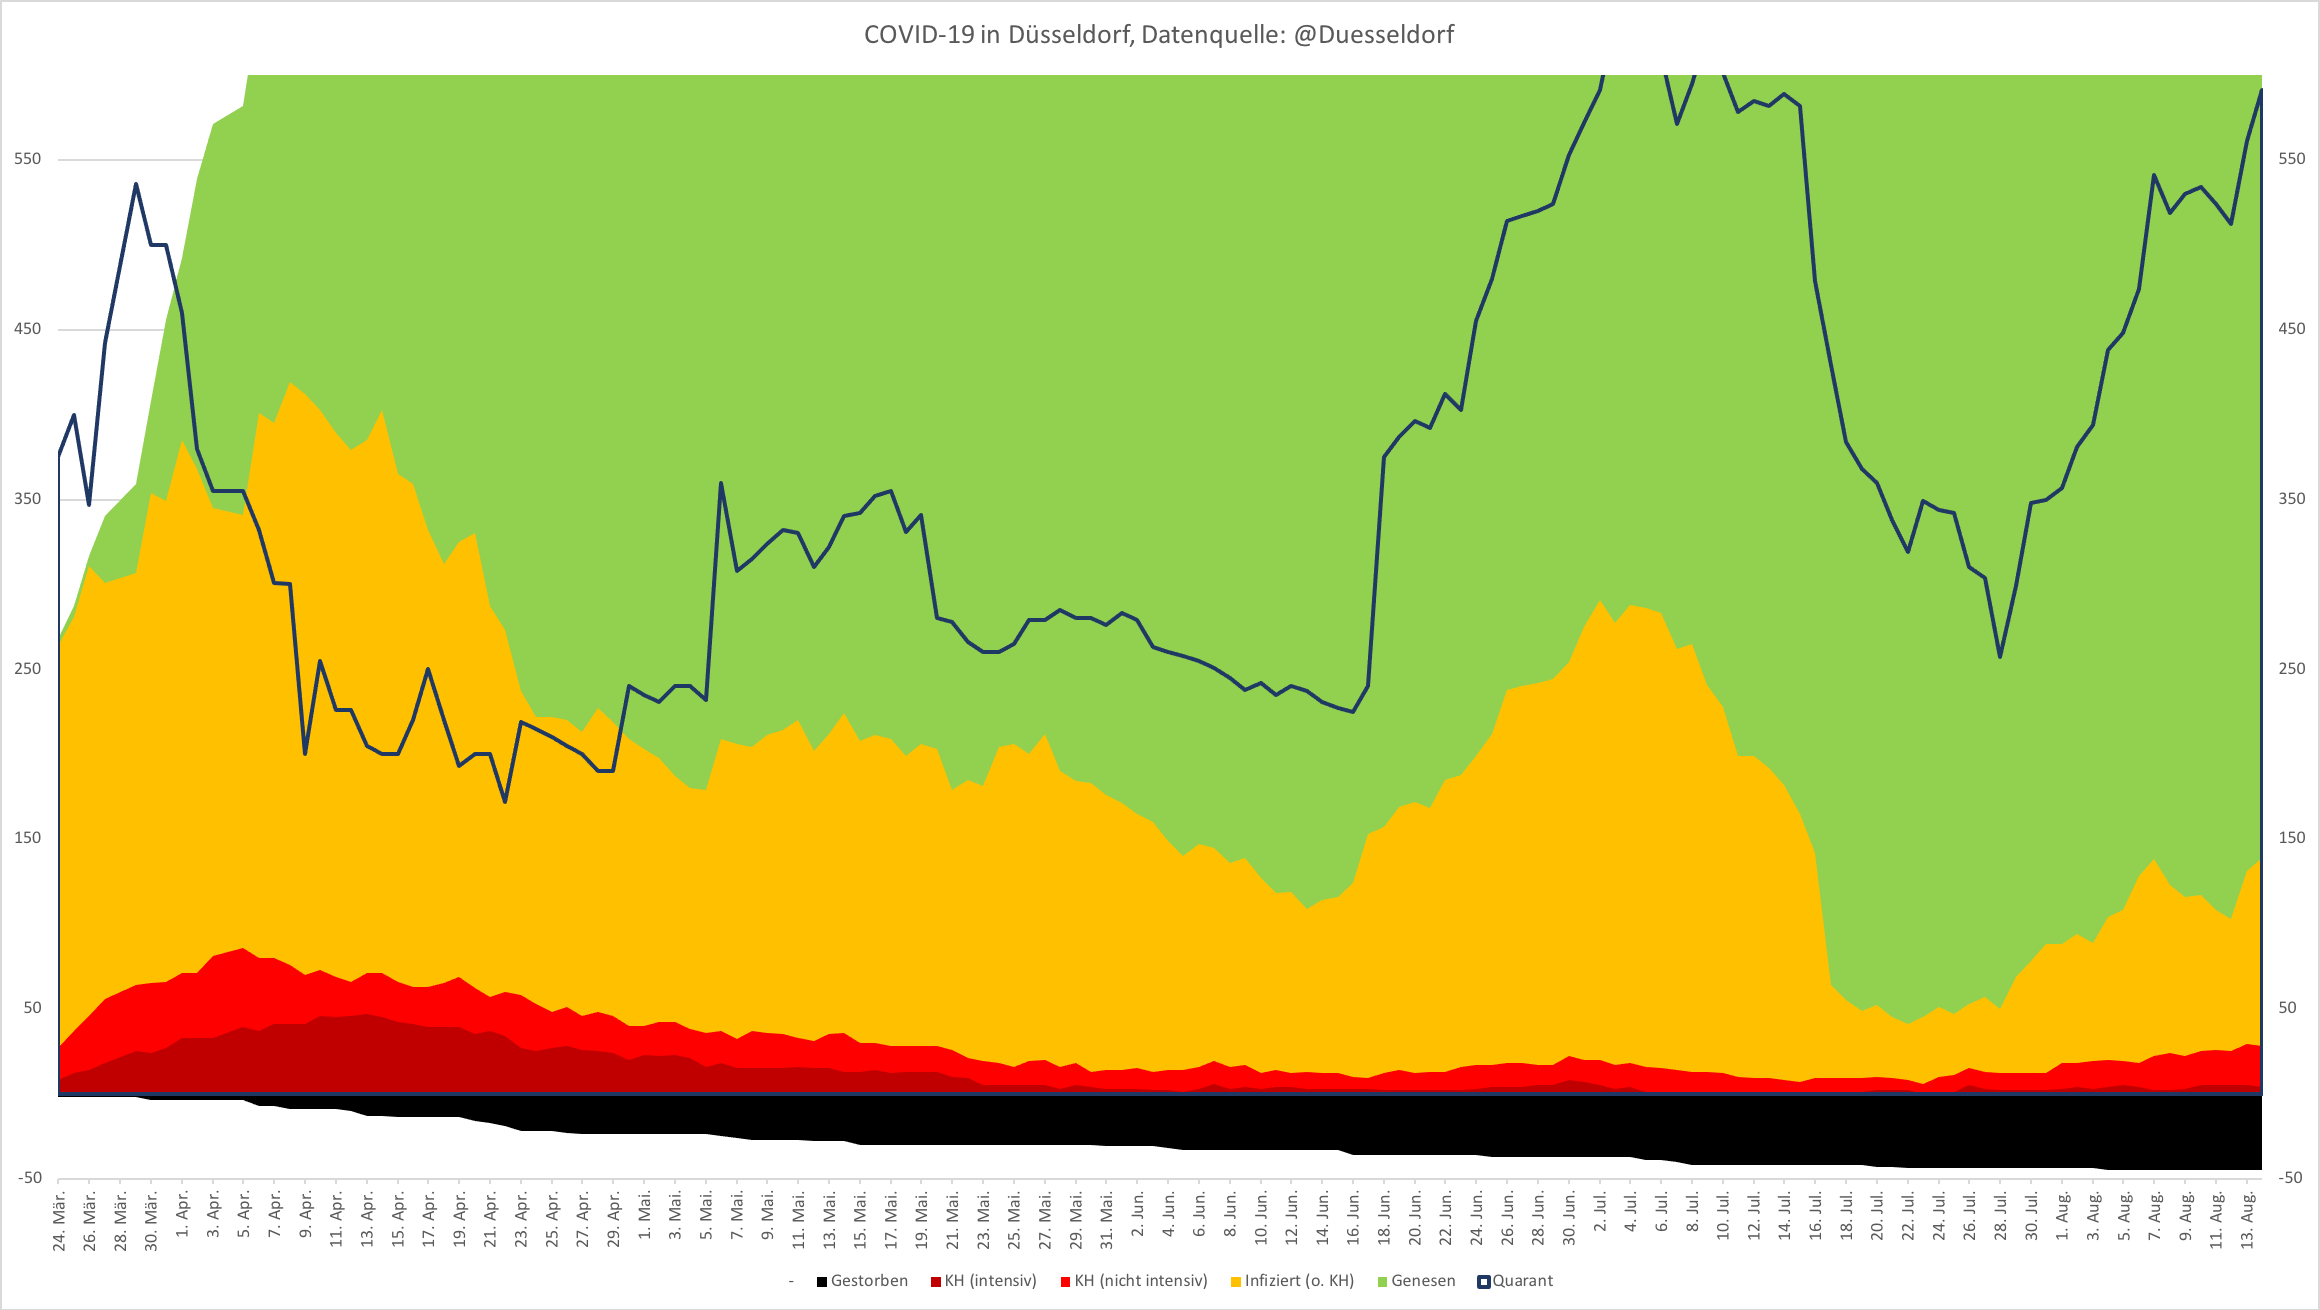 COVID-19 in Düsseldorf, Datenquelle: @Duesseldorf
550 550
450 450
350 350
250 250
150 150
50 50
-50 -50
24. Mär. 26. Mär. 28. Mär. 30. Mär. 1. Apr. 3. Apr. 5. Apr. 7. Apr. 9. Apr. 11. Apr. 13. Apr. 15. Apr. 17. Apr. 19. Apr. 21. Apr. 23. Apr. 25. Apr. 27. Apr. 29. Apr. 1. Mai. 3. Mai. 5. Mai. 7. Mai. 9. Mai. 11. Mai. 13. Mai. 15. Mai. 17. Mai. 19. Mai. 21. Mai. 23. Mai. 25. Mai. 27. Mai. 29. Mai. 31. Mai. 2. Jun. 4. Jun. 6. Jun. 8. Jun. 10. Jun. 12. Jun. 14. Jun. 16. Jun. 18. Jun. 20. Jun. 22. Jun. 24. Jun. 26. Jun. 28. Jun. 30. Jun. 2. Jul. 4. Jul. 6. Jul. 8. Jul. 10. Jul. 12. Jul. 14. Jul. 16. Jul. 18. Jul. 20. Jul. 22. Jul. 24. Jul. 26. Jul. 28. Jul. 30. Jul. 1. Aug. 3. Aug. 5. Aug. 7. Aug. 9. Aug. 11. Aug. 13. Aug.
- Gestorben KH (intensiv) KH (nicht intensiv) Infiziert (o. KH) Genesen Quarant